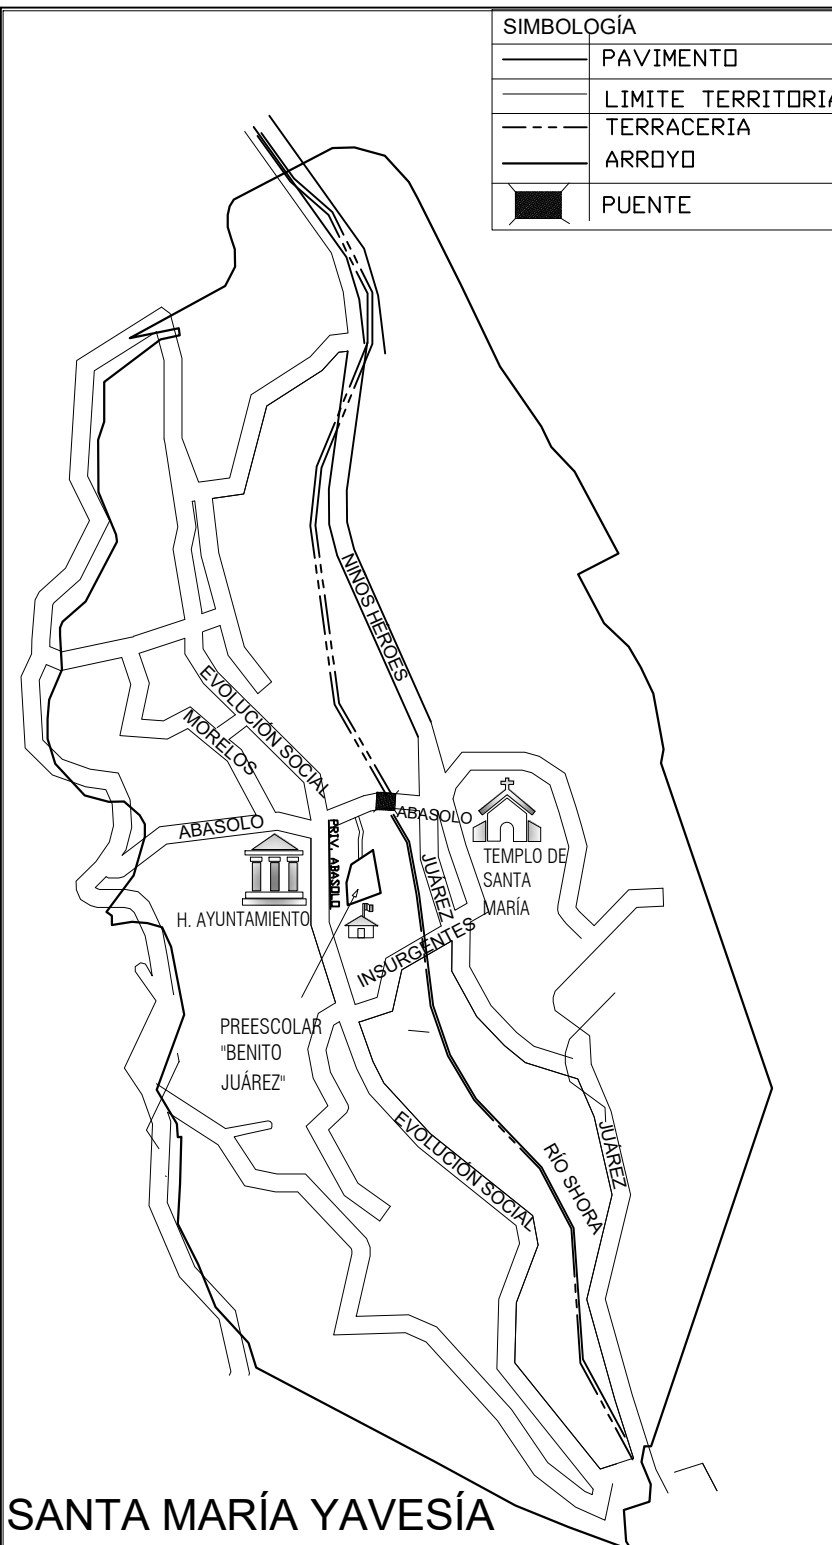 SIMBOLOGÍA
PAVIMENTO
LIMITE TERRITORIA
TERRACERIA
ARROYO
PUENTE
NINOS HEROES
EVOLUCIÓN SOCIAL
MORELOS
ABASOLO
ABASOLO
PRIV. ABASOLO
JUÁREZ
TEMPLO DE
SANTA
MARÍA
H. AYUNTAMIENTO
INSURGENTES
PREESCOLAR
"BENITO
JUÁREZ"
EVOLUCIÓN SOCIAL
RÍO SHORA
JUÁREZ
SANTA MARÍA YAVESÍA